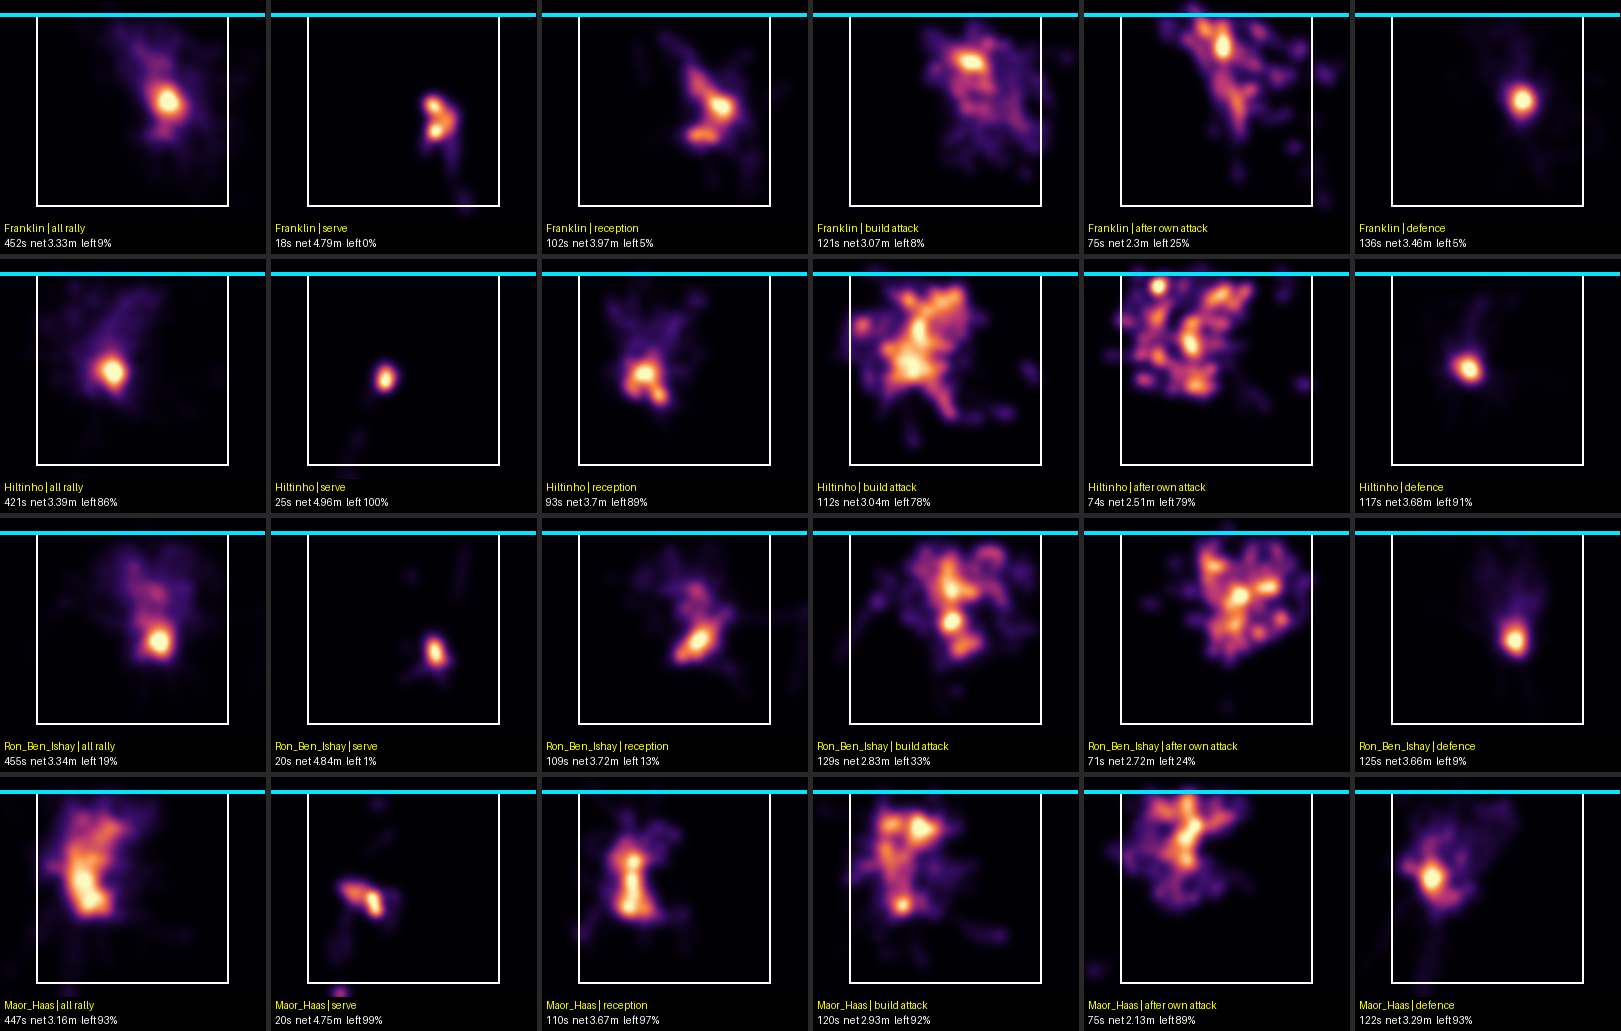 Franklin | all rally
452s net 3.33m left 9%
Franklin | serve
18s net 4.79m left 0%
Franklin | reception
102s net 3.97m left 5%
Franklin | build attack
121s net 3.07m left 8%
Franklin | after own attack
75s net 2.3m left 25%
Franklin | defence
136s net 3.46m left 5%
Hiltinho | all rally
421s net 3.39m left 86%
Hiltinho | serve
25s net 4.96m left 100%
Hiltinho | reception
93s net 3.7m left 89%
Hiltinho | build attack
112s net 3.04m left 78%
Hiltinho | after own attack
74s net 2.51m left 79%
Hiltinho | defence
117s net 3.68m left 91%
Ron_Ben_Ishay | all rally
455s net 3.34m left 19%
Ron_Ben_Ishay | serve
20s net 4.84m left 1%
Ron_Ben_Ishay | reception
109s net 3.72m left 13%
Ron_Ben_Ishay | build attack
129s net 2.83m left 33%
Ron_Ben_Ishay | after own attack
71s net 2.72m left 24%
Ron_Ben_Ishay | defence
125s net 3.66m left 9%
Maor_Haas | all rally
447s net 3.16m left 93%
Maor_Haas | serve
20s net 4.75m left 99%
Maor_Haas | reception
110s net 3.67m left 97%
Maor_Haas | build attack
120s net 2.93m left 92%
Maor_Haas | after own attack
75s net 2.13m left 89%
Maor_Haas | defence
122s net 3.29m left 93%